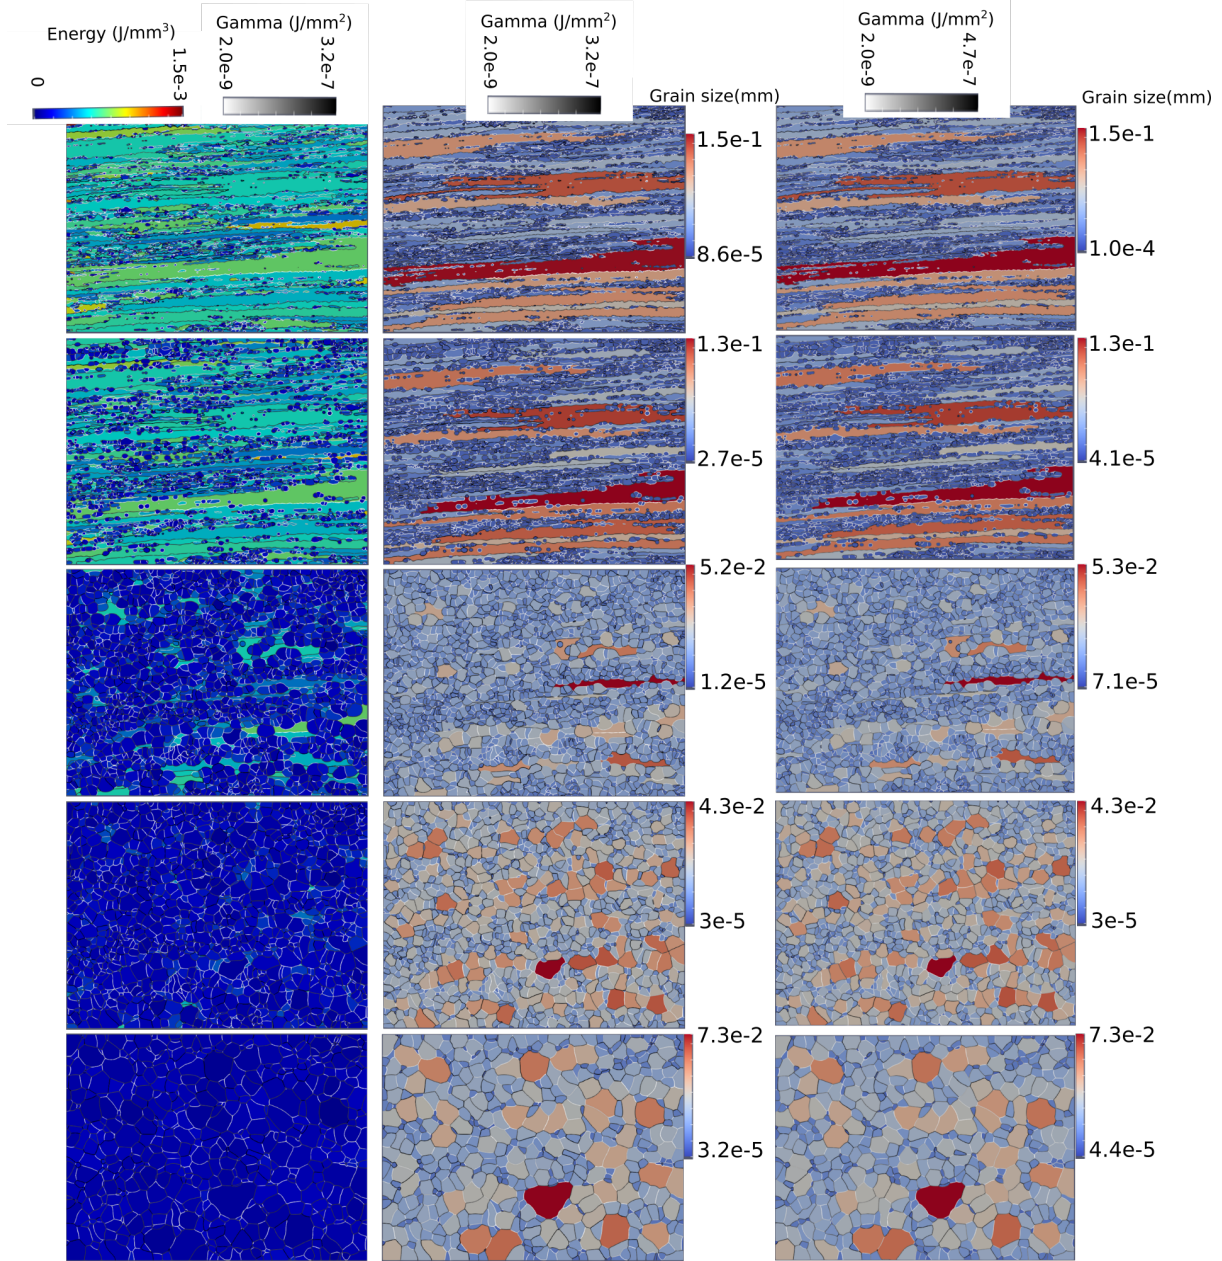 Energy (J/mm³)
0
1.5e-3
Gamma (J/mm²)
2.0e-9
3.2e-7
Gamma (J/mm²)
2.0e-9
3.2e-7
Gamma (J/mm²)
2.0e-9
4.7e-7
Grain size(mm)
1.5e-1
8.6e-5
Grain size(mm)
1.5e-1
1.0e-4
1.3e-1
2.7e-5
1.3e-1
4.1e-5
5.2e-2
1.2e-5
5.3e-2
7.1e-5
4.3e-2
3e-5
4.3e-2
3e-5
7.3e-2
3.2e-5
7.3e-2
4.4e-5